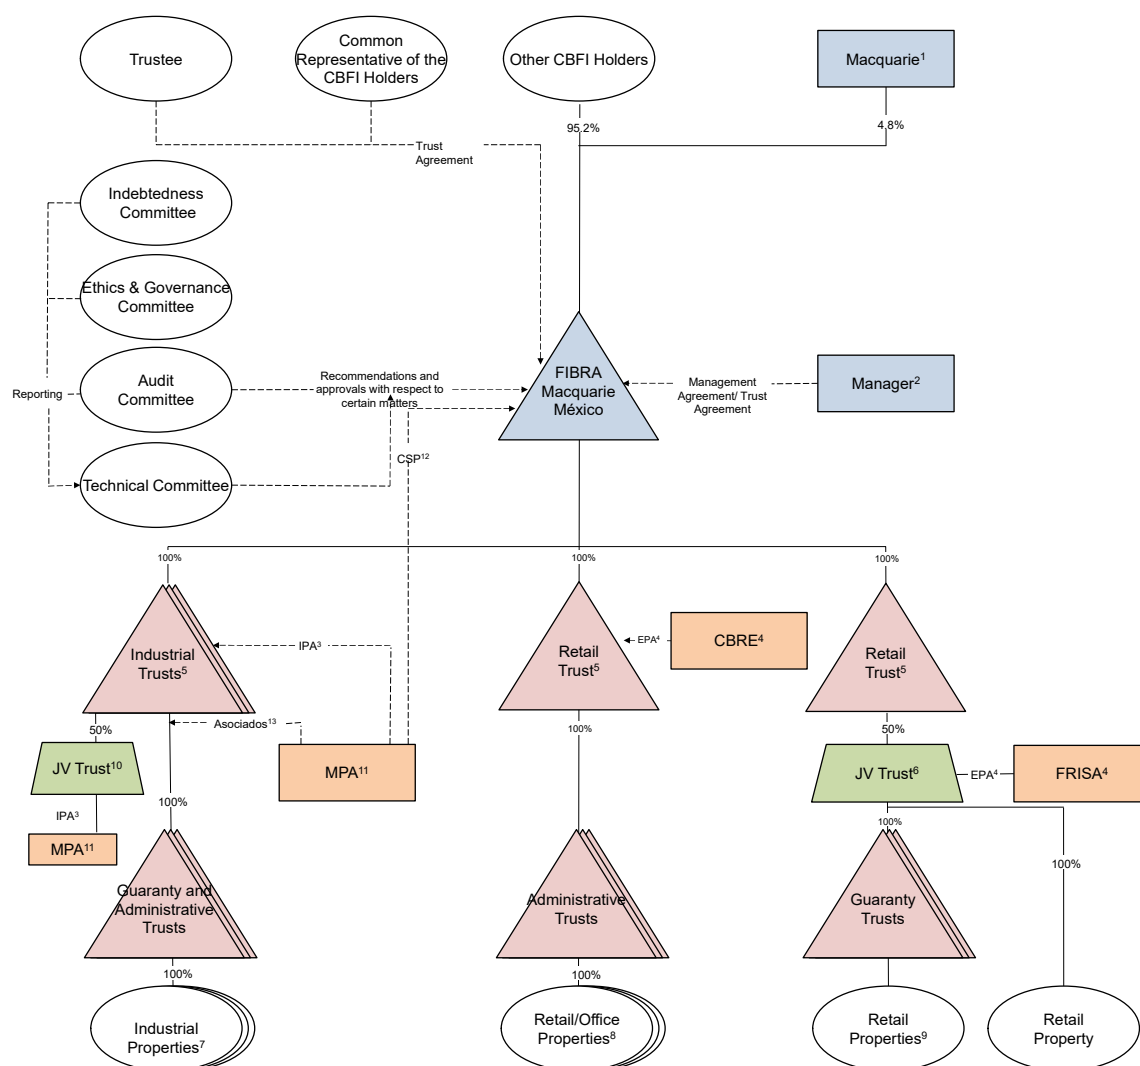 Trustee
Common
Representative of the
CBFI Holders
Other CBFI Holders
Macquarie¹
95.2%
4.8%
Trust
Agreement
Indebtedness
Committee
Ethics & Governance
Committee
Reporting
Audit
Committee
Recommendations and
approvals with respect to
certain matters
FIBRA
Macquarie
México
Management
Agreement/ Trust
Agreement
Manager²
CSP¹²
Technical Committee
100%
100%
100%
Industrial
Trusts⁵
IPA³
Retail
Trust⁵
EPA⁴
CBRE⁴
Retail
Trust⁵
50%
Asociados¹³
100%
50%
JV Trust¹⁰
MPA¹¹
JV Trust⁶
EPA⁴
FRISA⁴
IPA³
100%
100%
MPA¹¹
100%
Guaranty and
Administrative
Trusts
Administrative
Trusts
Guaranty
Trusts
100%
100%
Industrial
Properties⁷
Retail/Office
Properties⁸
Retail
Properties⁹
Retail
Property